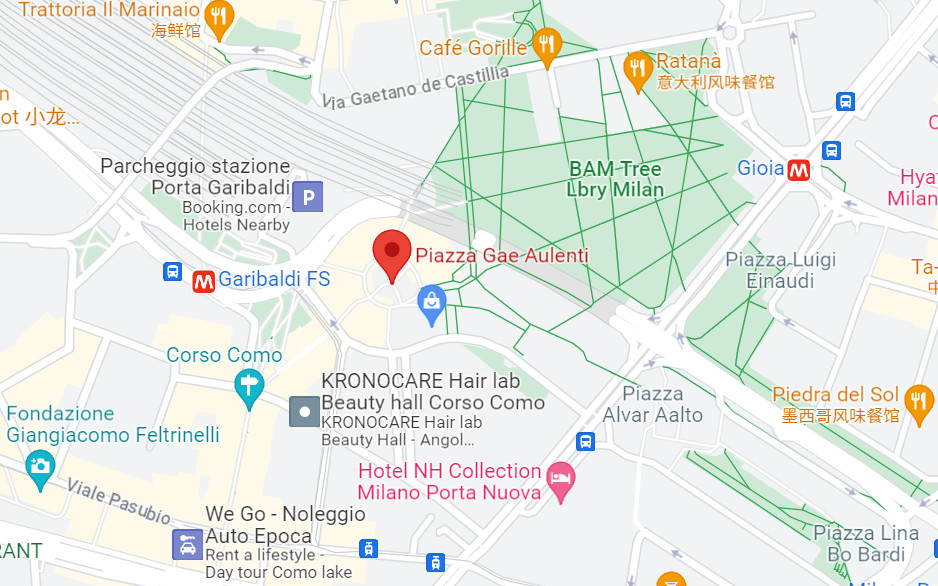 Trattoria Il Marinaio
海鲜馆
Café Gorille
Ratanà
意大利风味餐馆
Via Gaetano de Castillia
n
ot 小龙...
Parcheggio stazione
Porta Garibaldi
Booking.com -
Hotels Nearby
P
BAM Tree
Lbry Milan
Gioia
M
Hya
Milano
Piazza Gae Aulenti
M
Garibaldi FS
Piazza Luigi
Einaudi
Ta-
Corso Como
KRONOCARE Hair lab
Beauty hall Corso Como
KRONOCARE Hair lab
Beauty Hall - Angol...
Piazza
Alvar Aalto
Piedra del Sol
墨西哥风味餐馆
Fondazione
Giangiacomo Feltrinelli
Hotel NH Collection
Milano Porta Nuova
Viale Pasubio
We Go - Noleggio
Auto Epoca
Rent a lifestyle -
Day tour Como lake
Piazza Lina
Bo Bardi
RANT